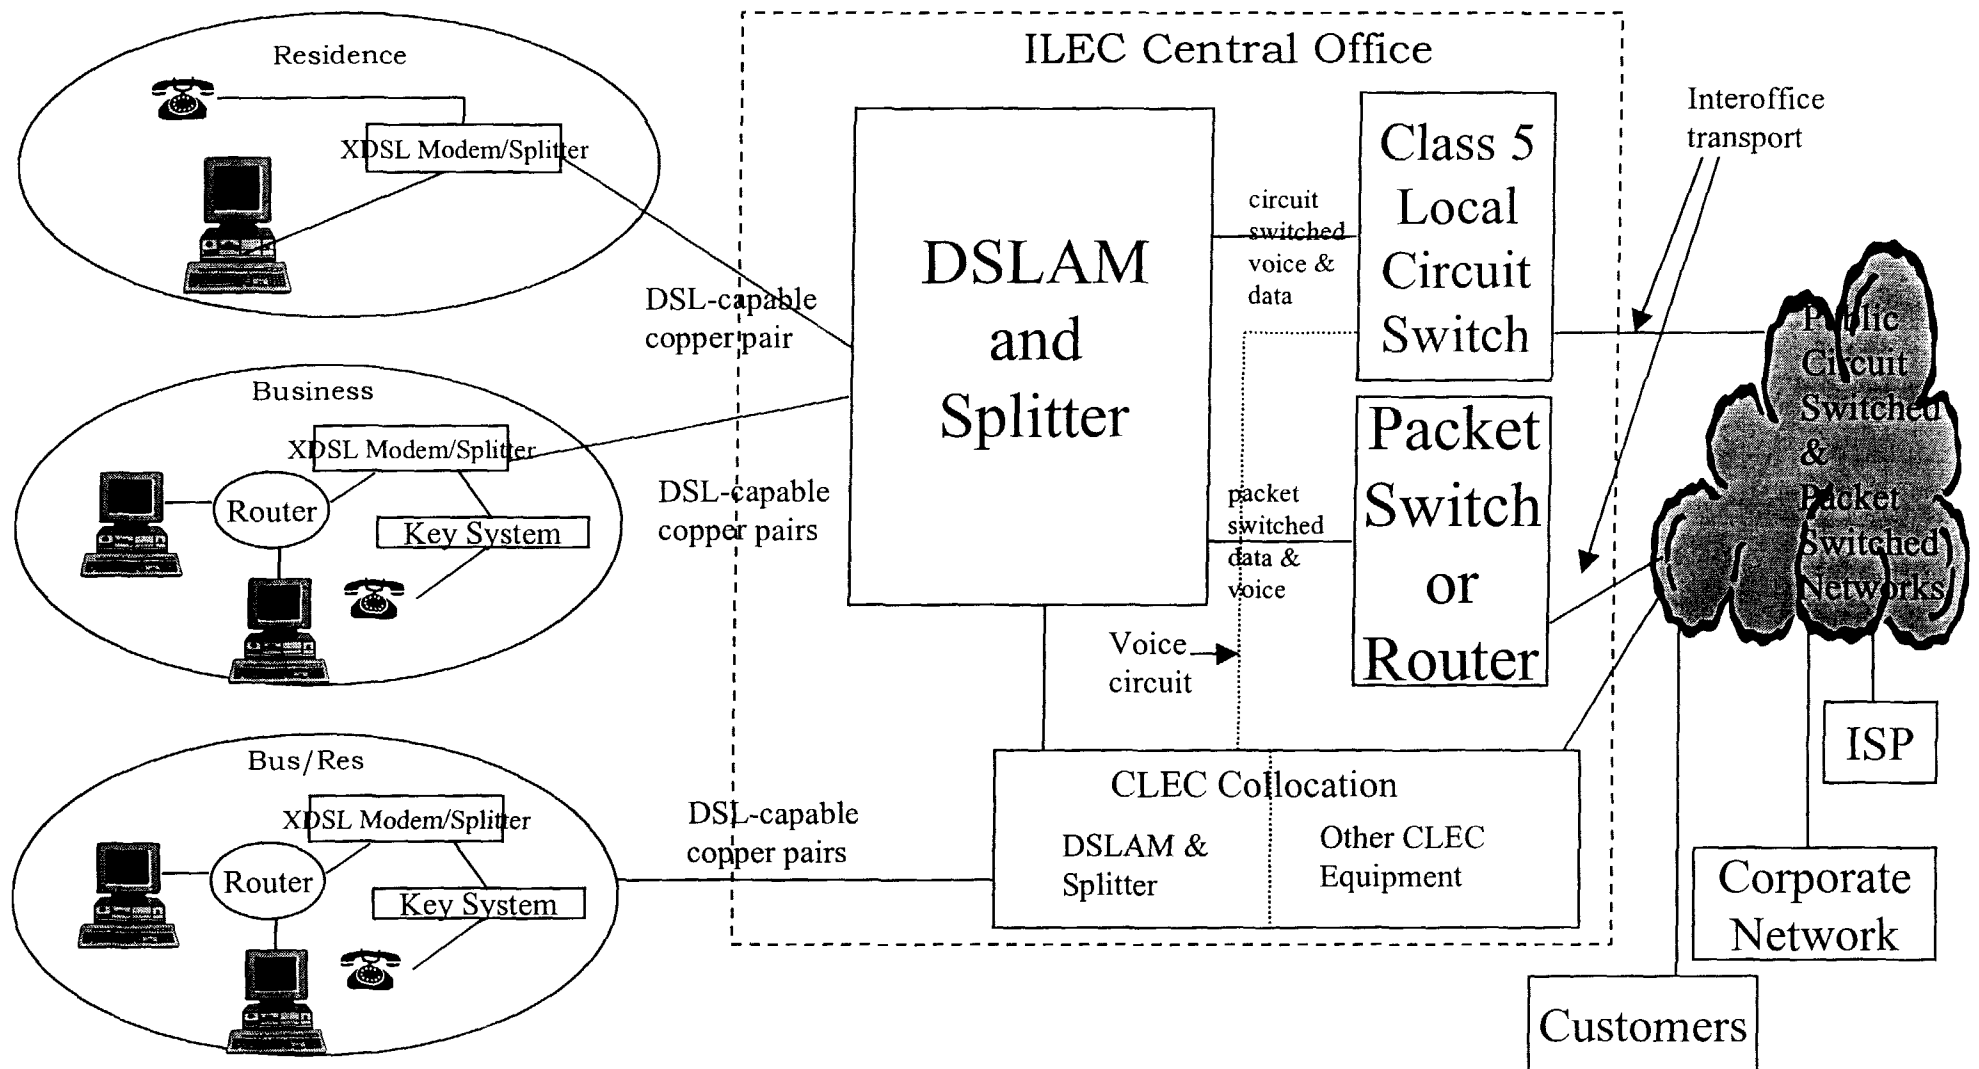 ILEC Central Office
Residence
XDSL Modem/Splitter
DSL-capable
copper pair
Business
XDSL Modem/Splitter
Router
Key System
DSL-capable
copper pairs
Bus/Res
XDSL Modem/Splitter
Router
Key System
DSL-capable
copper pairs
DSLAM
and
Splitter
circuit
switched
voice &
data
Class 5
Local
Circuit
Switch
packet
switched
data &
voice
Packet
Switch
or
Router
Voice
circuit
CLEC Collocation
DSLAM &
Splitter
Other CLEC
Equipment
Interoffice
transport
Public
Circuit
Switched
&
Packet
Switched
Networks
ISP
Corporate
Network
Customers